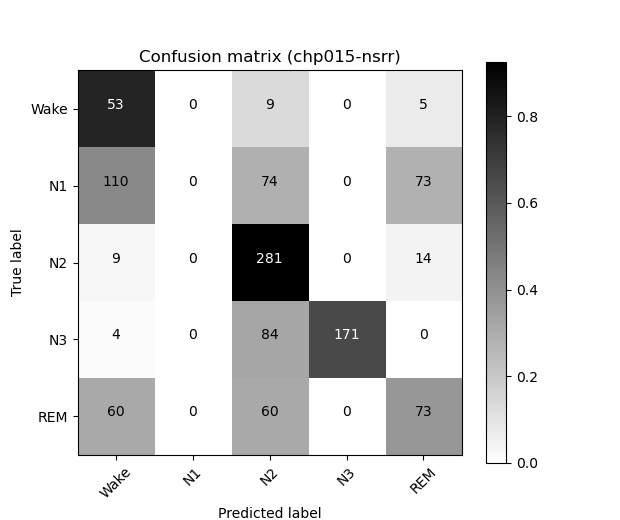 Confusion matrix (chp015-nsrr)
Wake 53 0 9 0 5
N1 110 0 74 0 73
N2 9 0 281 0 14
N3 4 0 84 171 0
REM 60 0 60 0 73
Wake N1 N2 N3 REM
Predicted label
True label
0.8
0.6
0.4
0.2
0.0